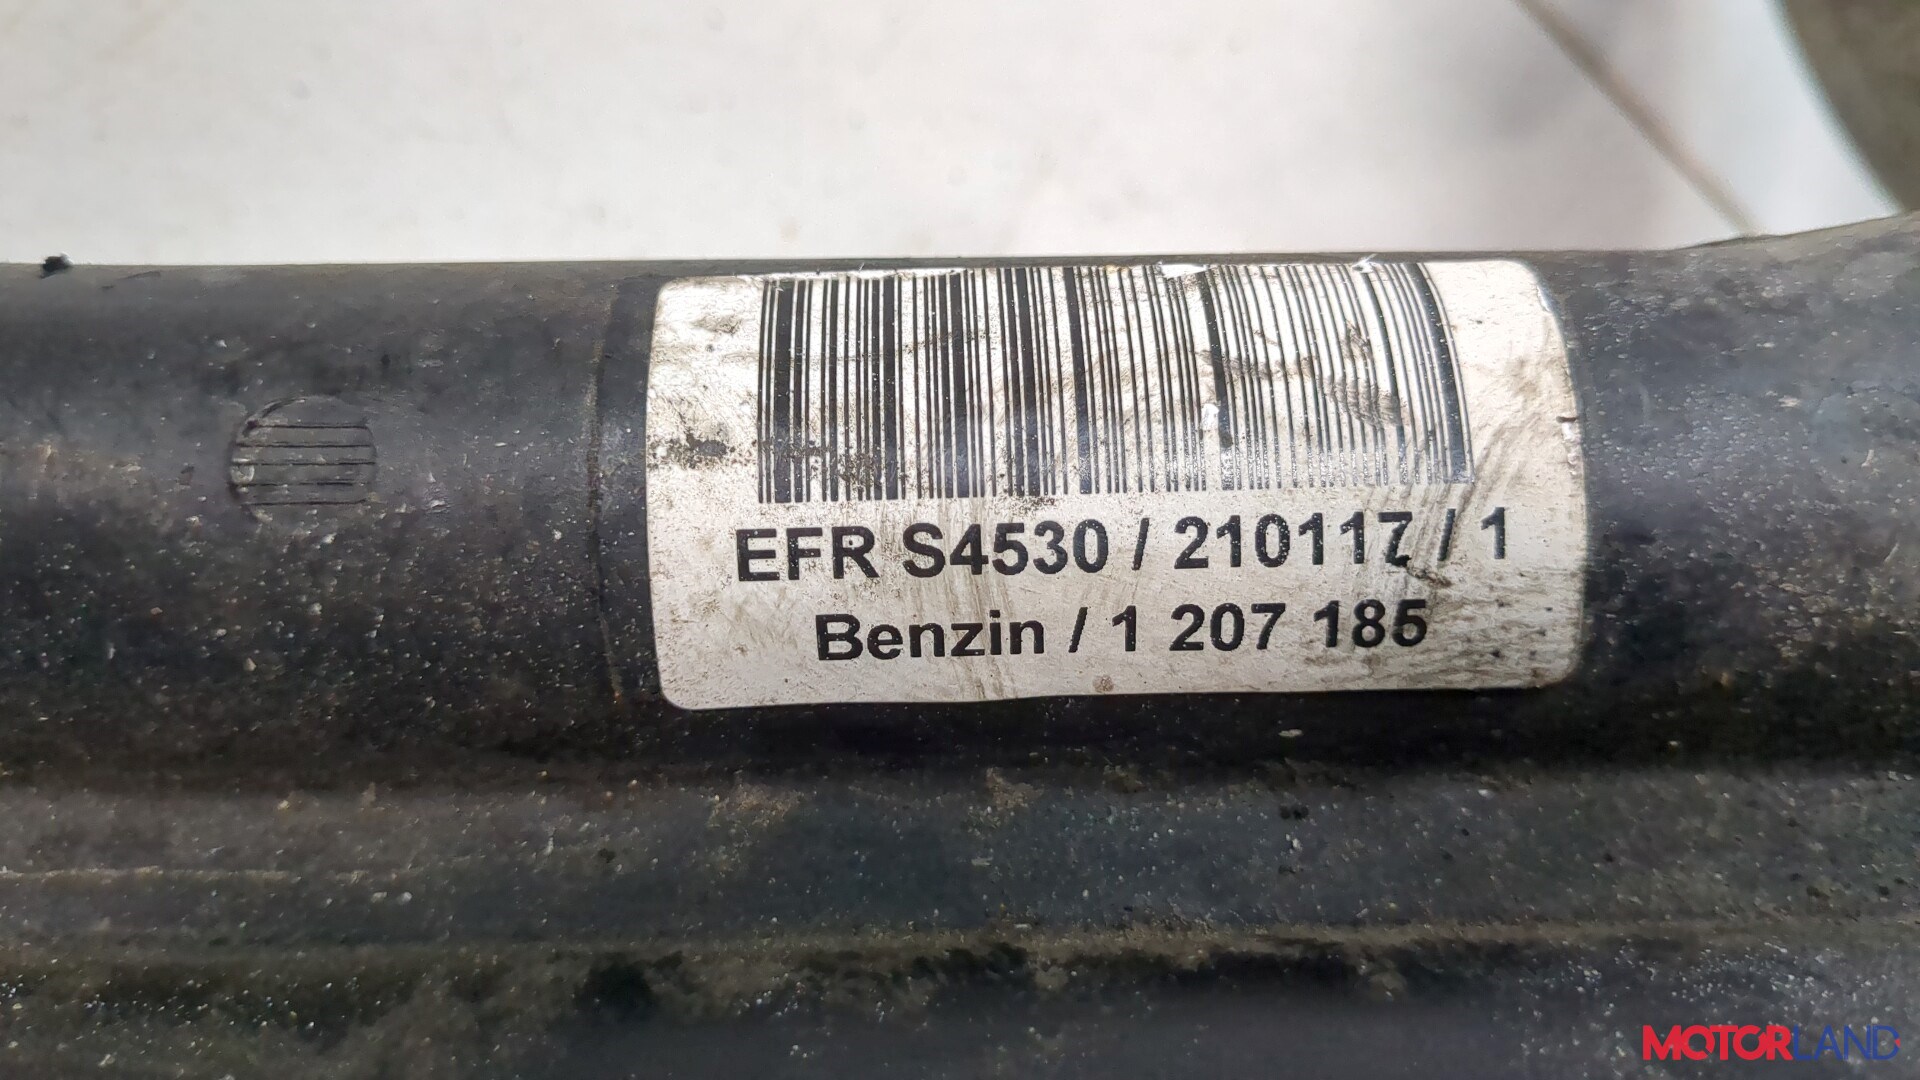 EFR S4530 / 210117 / 1
Benzin / 1 207 185
MOTORLAND